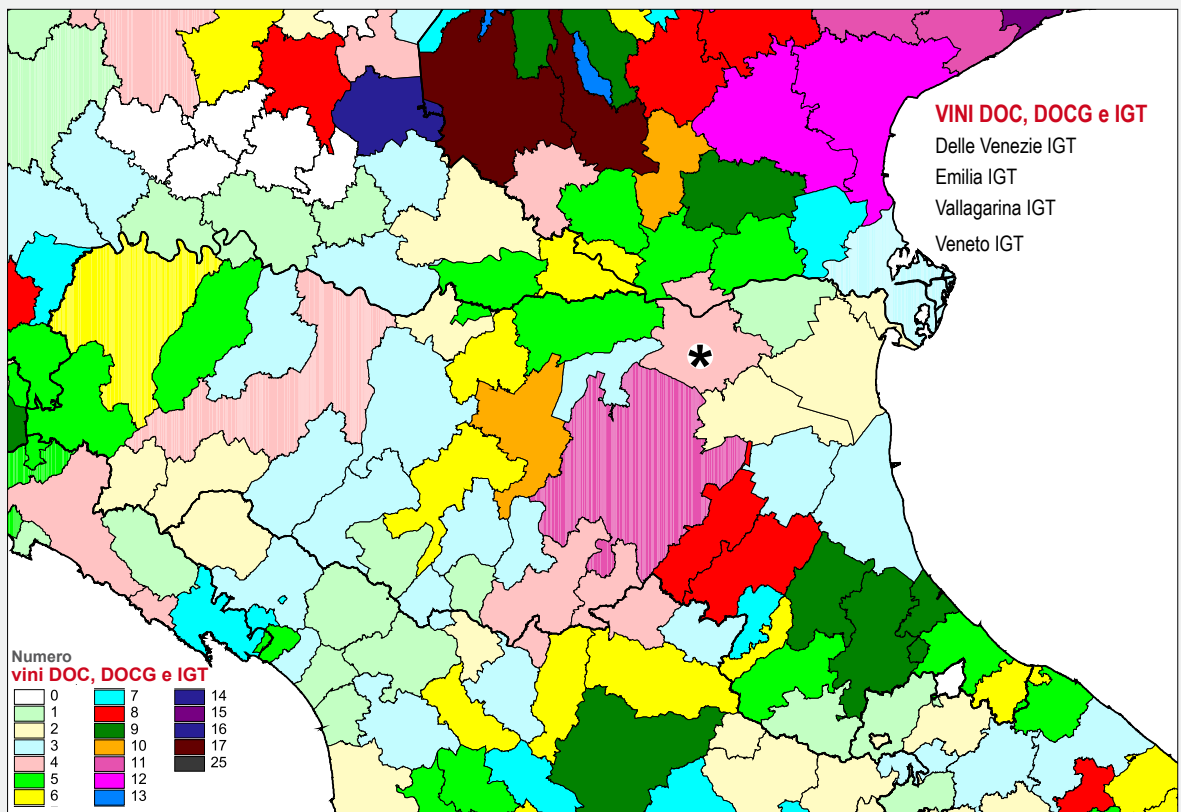 VINI DOC, DOCG e IGT
Delle Venezie IGT
Emilia IGT
Vallagarina IGT
Veneto IGT
*
Numero
vini DOC, DOCG e IGT
0 7 14
1 8 15
2 9 16
3 10 17
4 11 25
5 12
6 13